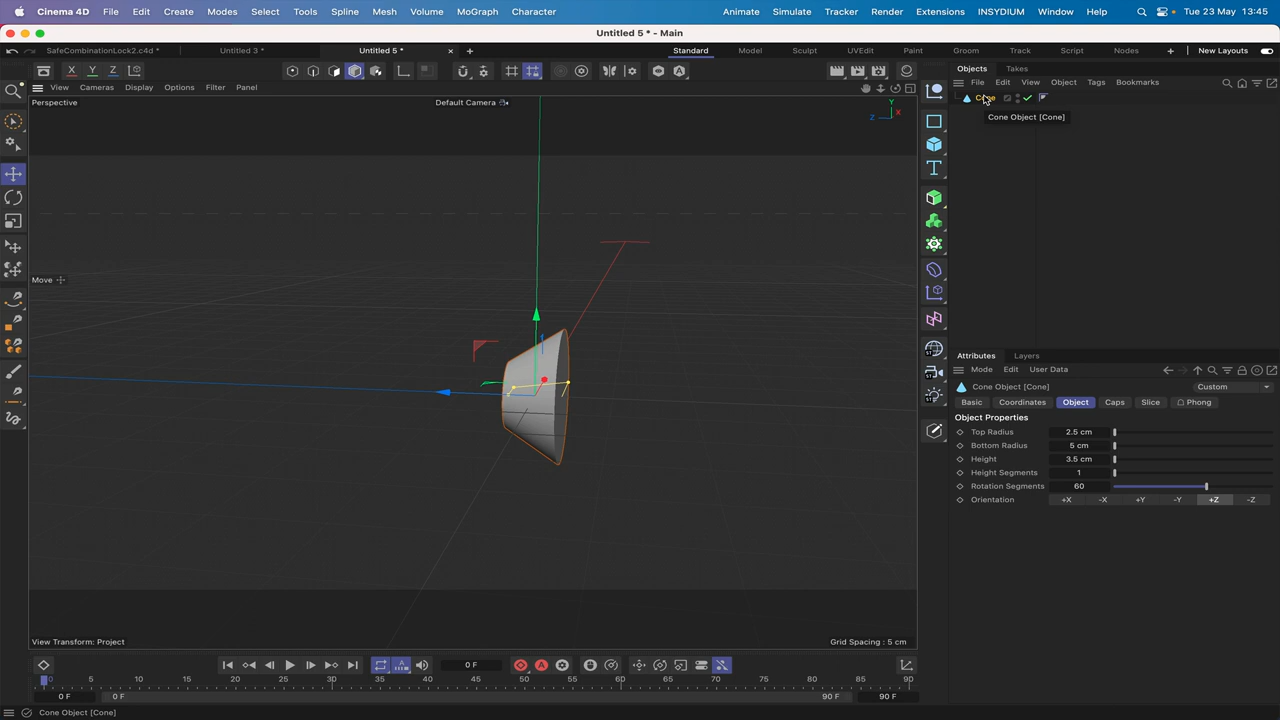 Cinema 4D File Edit Create Modes Select Spline Mesh Volume MoGraph Character Animate Simulate Tracker Render Extensions INSYDIUM Window Help Tue 23 May 13:45
Untitled 5 * - Main
SafeCombinationLock2.c4d * Untitled 3 * Untitled 5 * Standard Model Sculpt UVEdit Paint Groom Track Script Nodes New Layouts
X Y Z
Objects Takes
File Edit View Object Tags Bookmarks
View Cameras Display Options Filter Panel
Perspective Default Camera
Y
Z X
Cone Object [Cone]
Move
Attributes Layers
Mode Edit User Data
Cone Object [Cone] Custom
Basic Coordinates Object Caps Slice Phong
Object Properties
Top Radius 2.5 cm
Bottom Radius 5 cm
Height 3.5 cm
Height Segments 1
Rotation Segments 60
Orientation +X -X +Y -Y +Z -Z
View Transform: Project Grid Spacing : 5 cm
0 F
0 5 10 15 20 25 30 35 40 45 50 55 60 65 70 75 80 85 90
0 F 0 F 90 F 90 F
Cone Object [Cone]